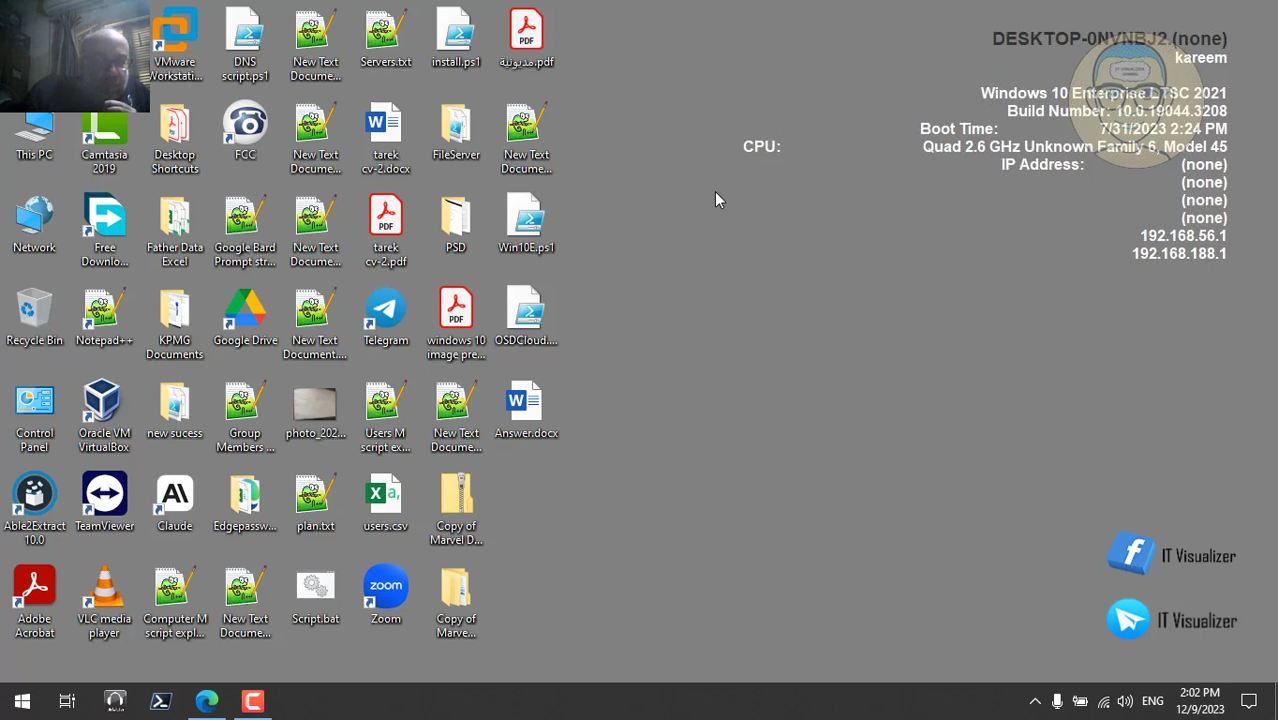 VMware
Workstati...
DNS
script.ps1
New Text
Docume...
Servers.txt
install.ps1
PDF
مديونية.pdf
This PC
Camtasia
2019
Desktop
Shortcuts
FCC
New Text
Docume...
tarek
cv-2.docx
FileServer
New Text
Docume...
Network
Free
Downlo...
Father Data
Excel
Google Bard
Prompt str...
New Text
Docume...
PDF
tarek
cv-2.pdf
PSD
Win10E.ps1
Recycle Bin
Notepad++
KPMG
Documents
Google Drive
New Text
Document....
Telegram
PDF
windows 10
image pre...
OSDCloud....
Control
Panel
Oracle VM
VirtualBox
new sucess
Group
Members ...
photo_202...
Users M
script ex...
New Text
Docume...
Answer.docx
Able2Extract
10.0
TeamViewer
Claude
Edgepassw...
plan.txt
users.csv
Copy of
Marvel D...
Adobe
Acrobat
VLC media
player
Computer M
script expl...
New Text
Docume...
Script.bat
zoom
Zoom
Copy of
Marve...
DESKTOP-0NVNBJ2.(none)
kareem
Windows 10 Enterprise LTSC 2021
Build Number: 10.0.19044.3208
Boot Time: 7/31/2023 2:24 PM
CPU: Quad 2.6 GHz Unknown Family 6, Model 45
IP Address: (none)
(none)
(none)
(none)
192.168.56.1
192.168.188.1
IT VISUALIZER
CHANNEL
IT Visualizer
IT Visualizer
ENG
2:02 PM
12/9/2023